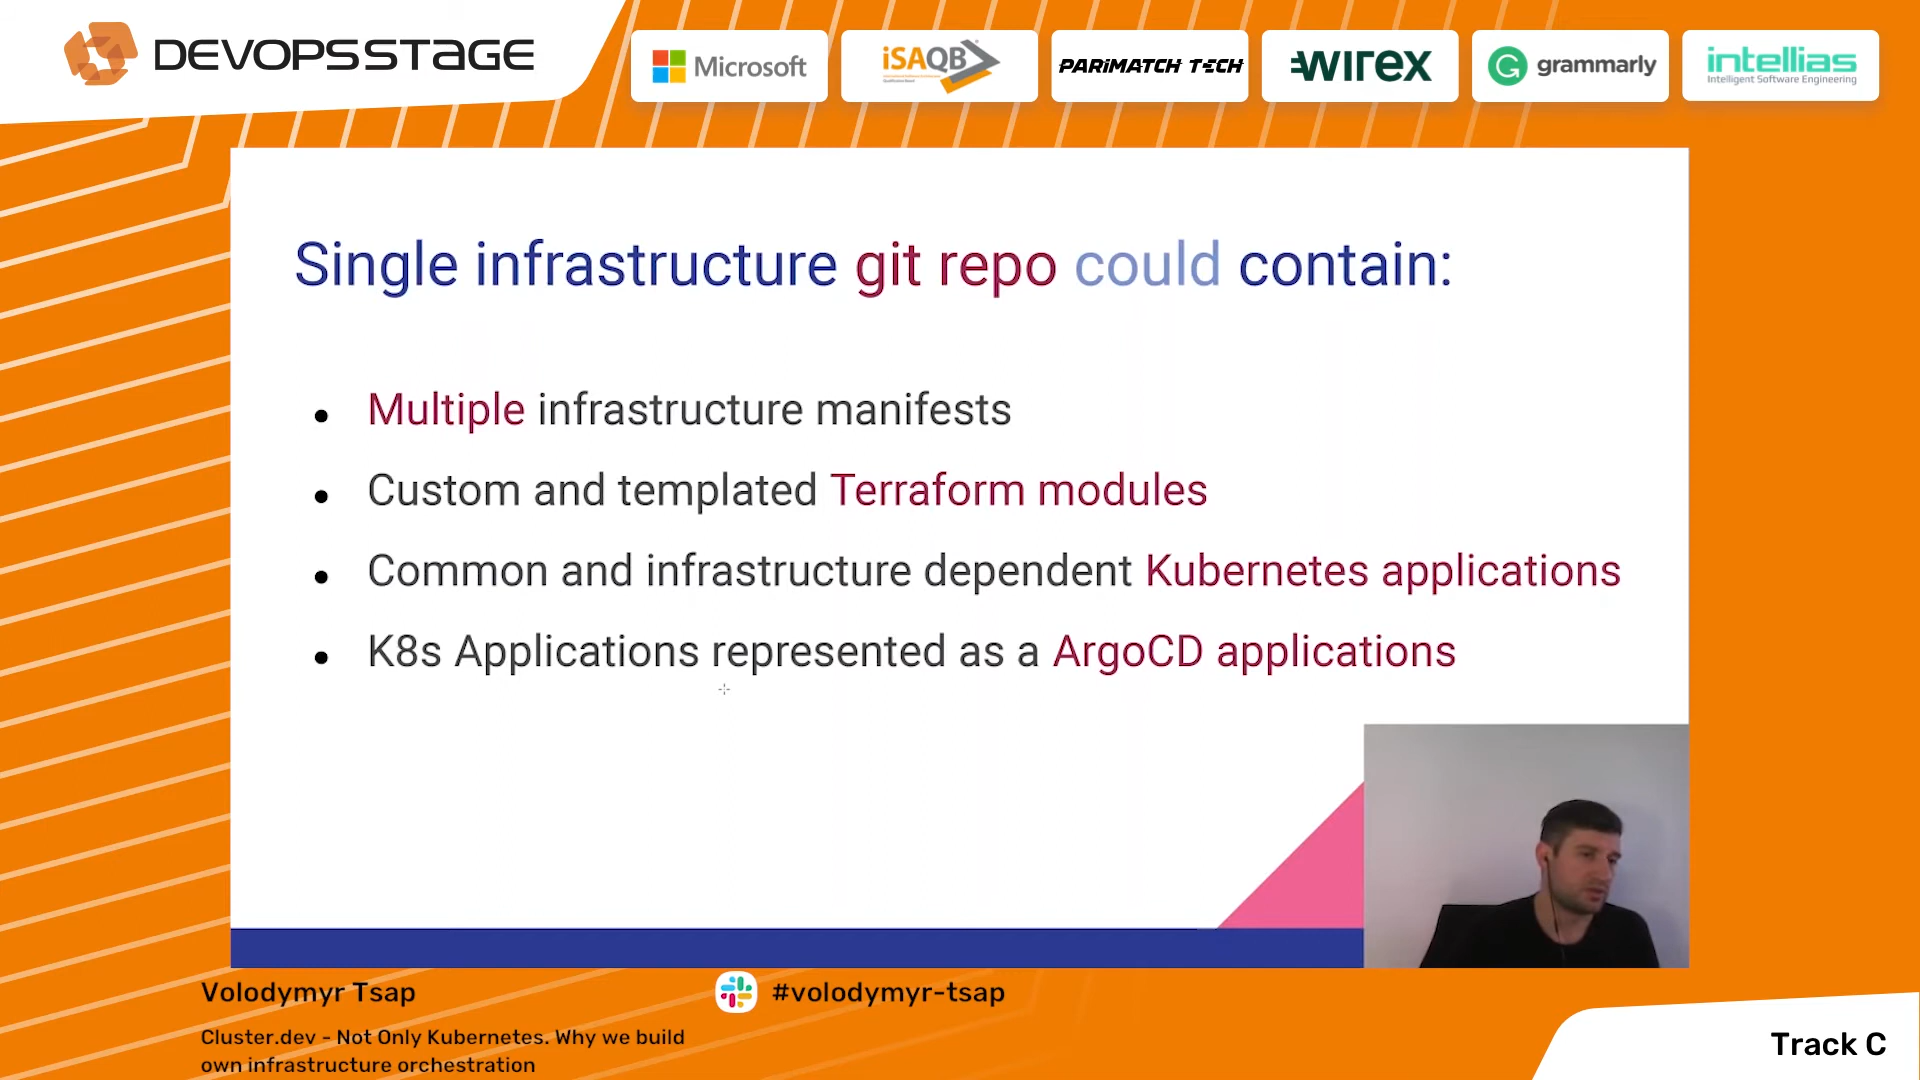 DEVOPSSTAGE
Microsoft
iSAQB
PARIMATCH TECH
WIREX
grammarly
intellias
Intelligent Software Engineering
Single infrastructure git repo could contain:
• Multiple infrastructure manifests
• Custom and templated Terraform modules
• Common and infrastructure dependent Kubernetes applications
• K8s Applications represented as a ArgoCD applications
Volodymyr Tsap
#volodymyr-tsap
Cluster.dev - Not Only Kubernetes. Why we build
own infrastructure orchestration
Track C